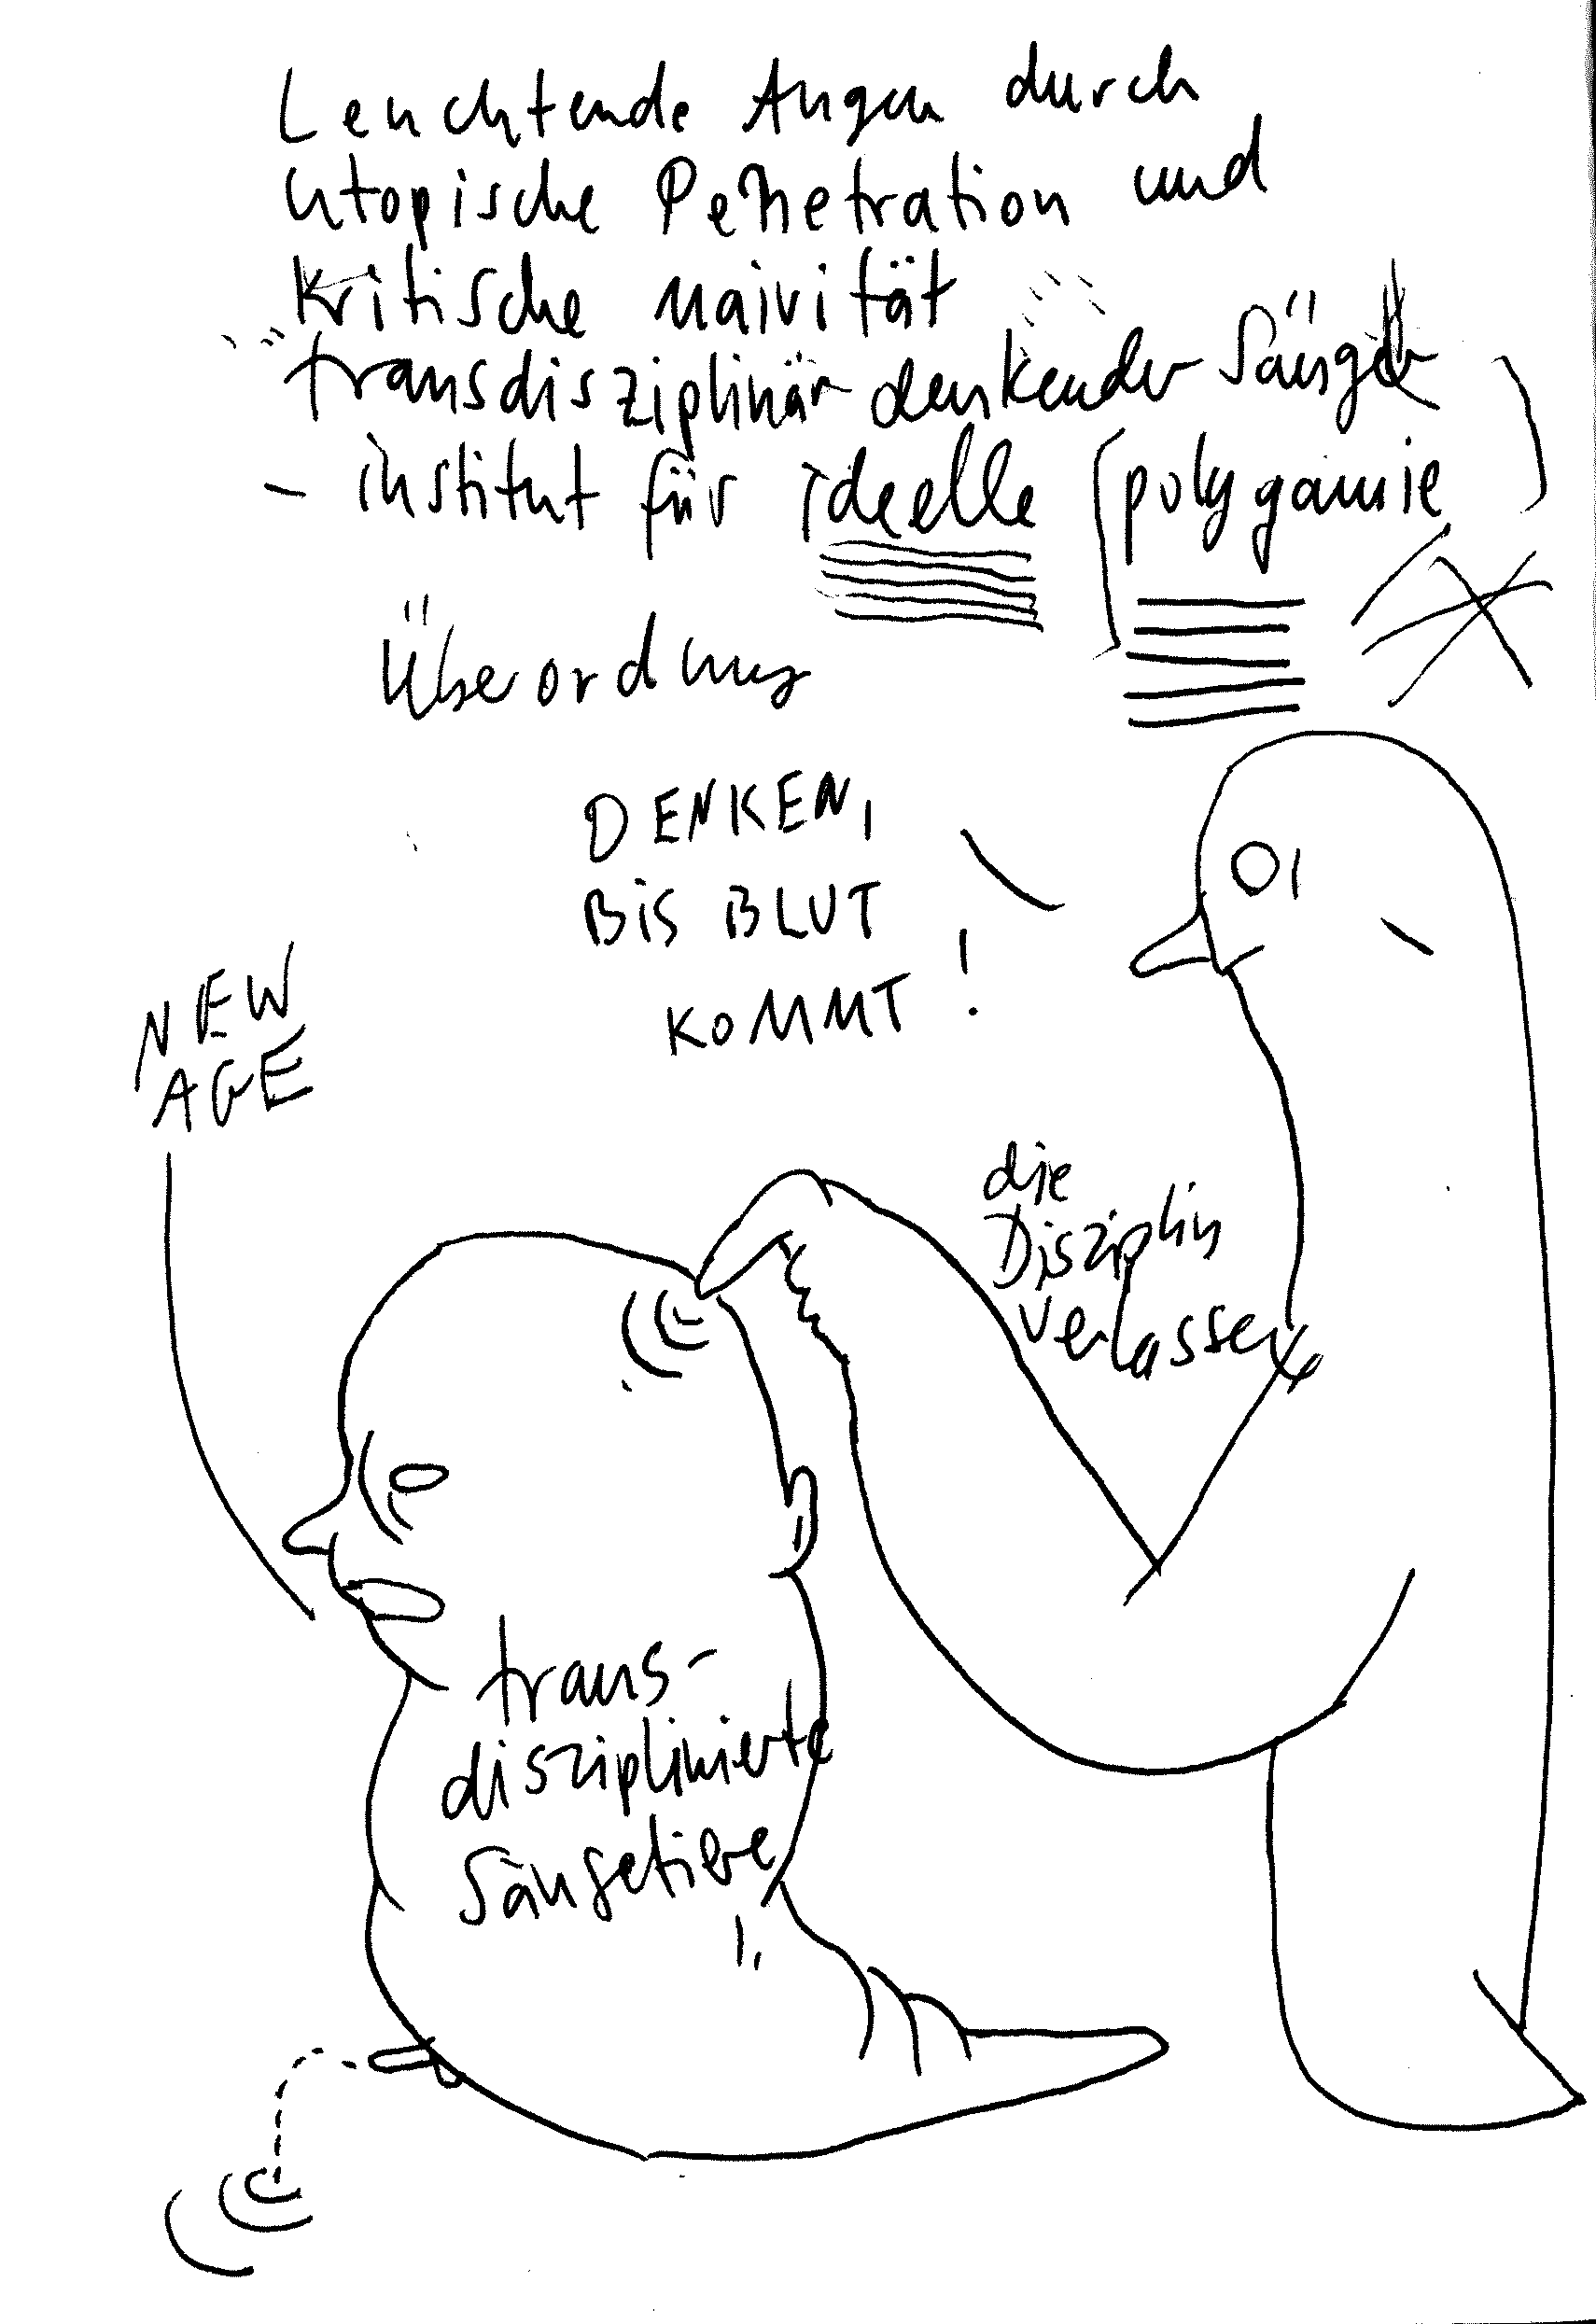 Leuchtende Augen durch
utopische Penetration und
kritische naivität
transdisziplinär denkender Säuger
- institut für ideelle polygamie
Überordnung
DENKEN,
BIS BLUT
KOMMT !
NEW
AGE
die
Disziplin
verlassen
trans-
disziplinierte
Säugetiere